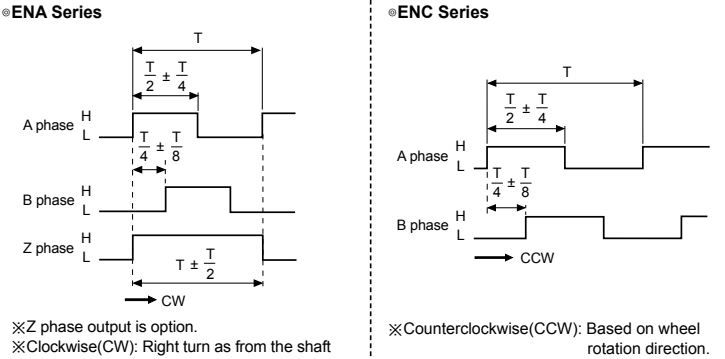 ◎ENA Series
T
T/2 ± T/4
A phase H
L
T/4 ± T/8
B phase H
L
Z phase H
L
T ± T/2
CW
※Z phase output is option.
※Clockwise(CW): Right turn as from the shaft
◎ENC Series
T
T/2 ± T/4
A phase H
L
T/4 ± T/8
B phase H
L
CCW
※Counterclockwise(CCW): Based on wheel
rotation direction.